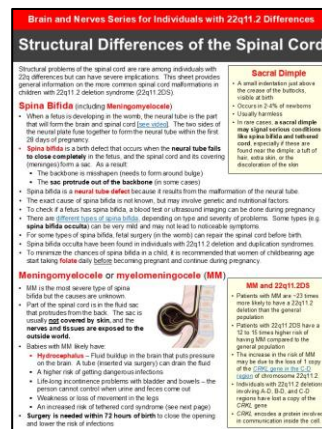 Brain and Nerves Series for Individuals with 22q11.2 Differences
Structural Differences of the Spinal Cord
Structural problems of the spinal cord are rare among individuals with
22q differences but can have severe implications. This sheet provides
general information on the more common spinal cord malformations in
children with 22q11.2 deletion syndrome (22q11.2DS).
Spina Bifida (including Meningomyelocele)
• When a fetus is developing in the womb, the neural tube is the part
that will form the brain and spinal cord [see video]. The two sides of
the neural plate fuse together to form the neural tube within the first
28 days of pregnancy.
• Spina bifida is a birth defect that occurs when the neural tube fails
to close completely in the fetus, and the spinal cord and its covering
(meninges) form a sac. As a result:
• The backbone is misshapen (needs to form around bulge)
• The sac protrude out of the backbone (in some cases)
• Spina bifida is a neural tube defect because it results from the malformation of the neural tube.
• The exact cause of spina bifida is not known, but may involve genetic and nutritional factors.
• To check if a fetus has spina bifida, a blood test or ultrasound imaging can be done during pregnancy
• There are different types of spina bifida, depending on type and severity of problems. Some types (e.g.
spina bifida occulta) can be very mild and may not lead to noticeable symptoms.
• For some types of spina bifida, fetal surgery (in the womb) can repair the spinal cord before birth.
• Spina bifida occulta have been found in individuals with 22q11.2 deletion and duplication syndromes.
• To minimize the chances of spina bifida in a child, it is recommended that women of childbearing age
start taking folate daily before becoming pregnant and continue during pregnancy.
Sacral Dimple
• A small indentation just above
the crease of the buttocks,
visible at birth
• Occurs in 2-4% of newborns
• Usually harmless
• In rare cases, a sacral dimple
may signal serious conditions
like spina bifida and tethered
cord, especially if these are
found near the dimple: a tuft of
hair, extra skin, or the
discoloration of the skin
Meningomyelocele or myelomeningocele (MM)
• MM is the most severe type of spina
bifida but the causes are unknown.
• Part of the spinal cord is in the fluid sac
that protrudes from the back. The sac is
usually not covered by skin, and the
nerves and tissues are exposed to the
outside world.
• Babies with MM likely have:
• Hydrocephalus – Fluid buildup in the brain that puts pressure
on the brain. A tube (inserted via surgery) can drain the fluid
• A higher risk of getting dangerous infections
• Life-long incontinence problems with bladder and bowels – the
person cannot control when urine and feces come out
• Weakness or loss of movement in the legs
• An increased risk of tethered cord syndrome (see next page)
• Surgery is needed within 72 hours of birth to close the opening
and lower the risk of infections
MM and 22q11.2DS
• Patients with MM are ~23 times
more likely to have a 22q11.2
deletion than the general
population
• Patients with 22q11.2DS have a
12 to 15 times higher risk of
having MM compared to the
general population
• The increase in the risk of MM
may be due to the loss of 1 copy
of the CRKL gene in the C-D
region of chromosome 22q11.2
• Individuals with 22q11.2 deletion
involving A-D, B-D, and C-D
regions have lost a copy of the
CRKL gene
• CRKL encodes a protein involved
in communication inside the cell.